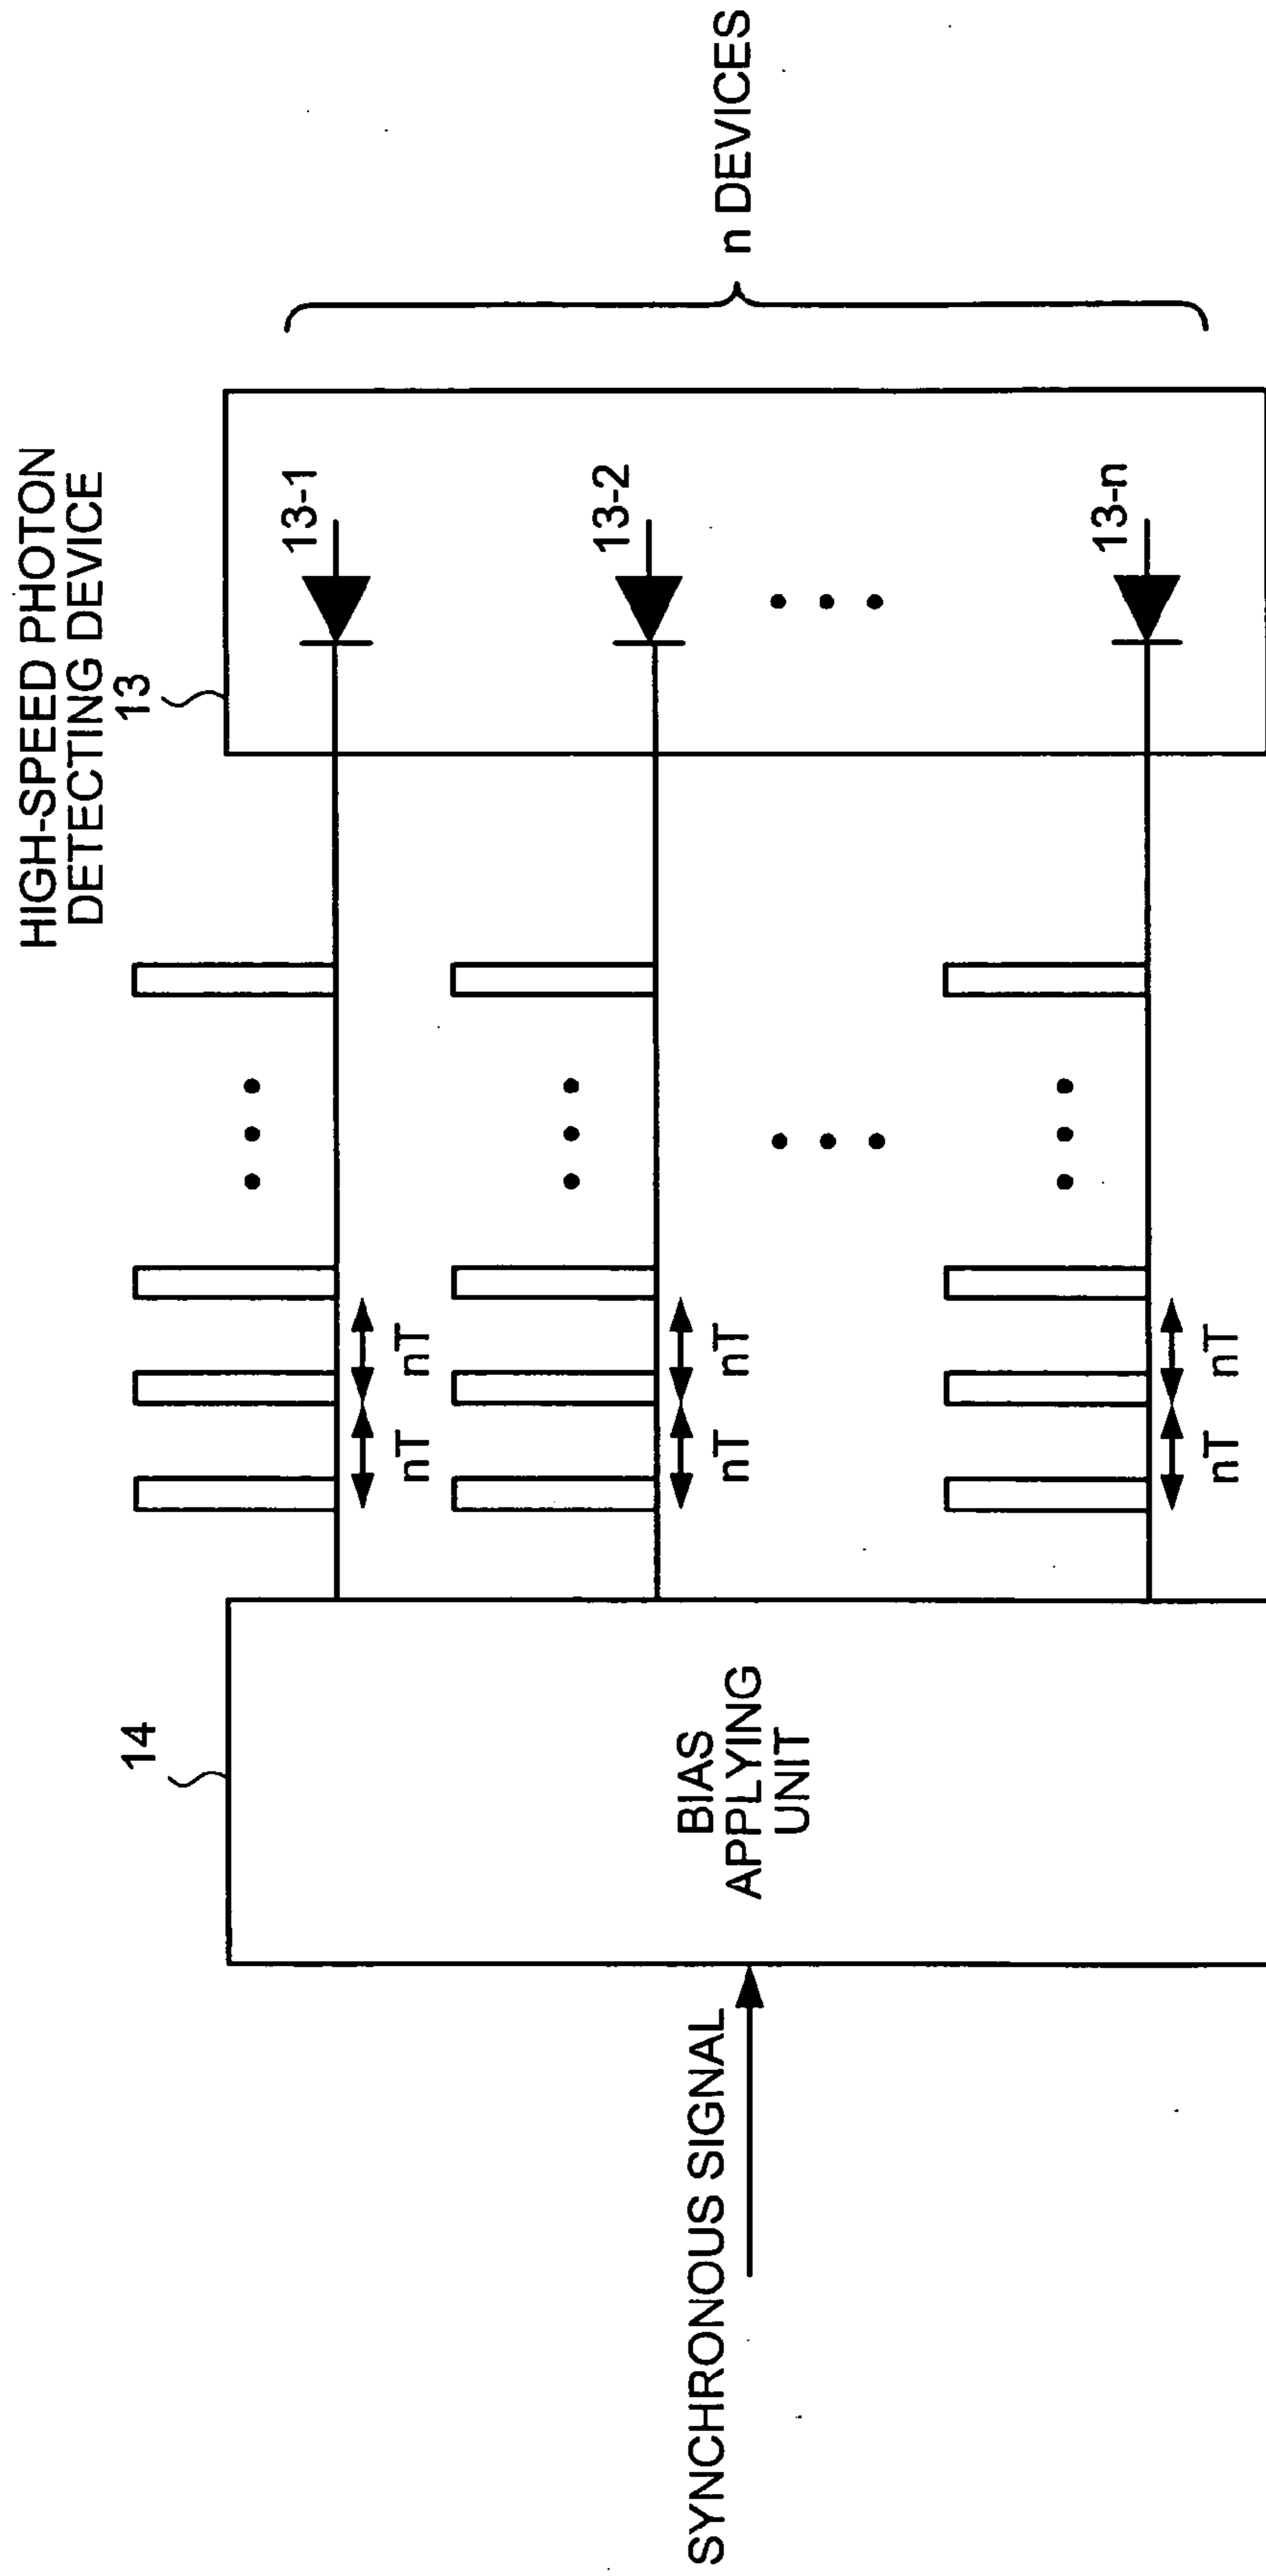 HIGH-SPEED PHOTON
DETECTING DEVICE
13
14
13-1
nT
nT
13-2
nT
nT
SYNCHRONOUS SIGNAL
BIAS
APPLYING
UNIT
n DEVICES
13-n
nT
nT